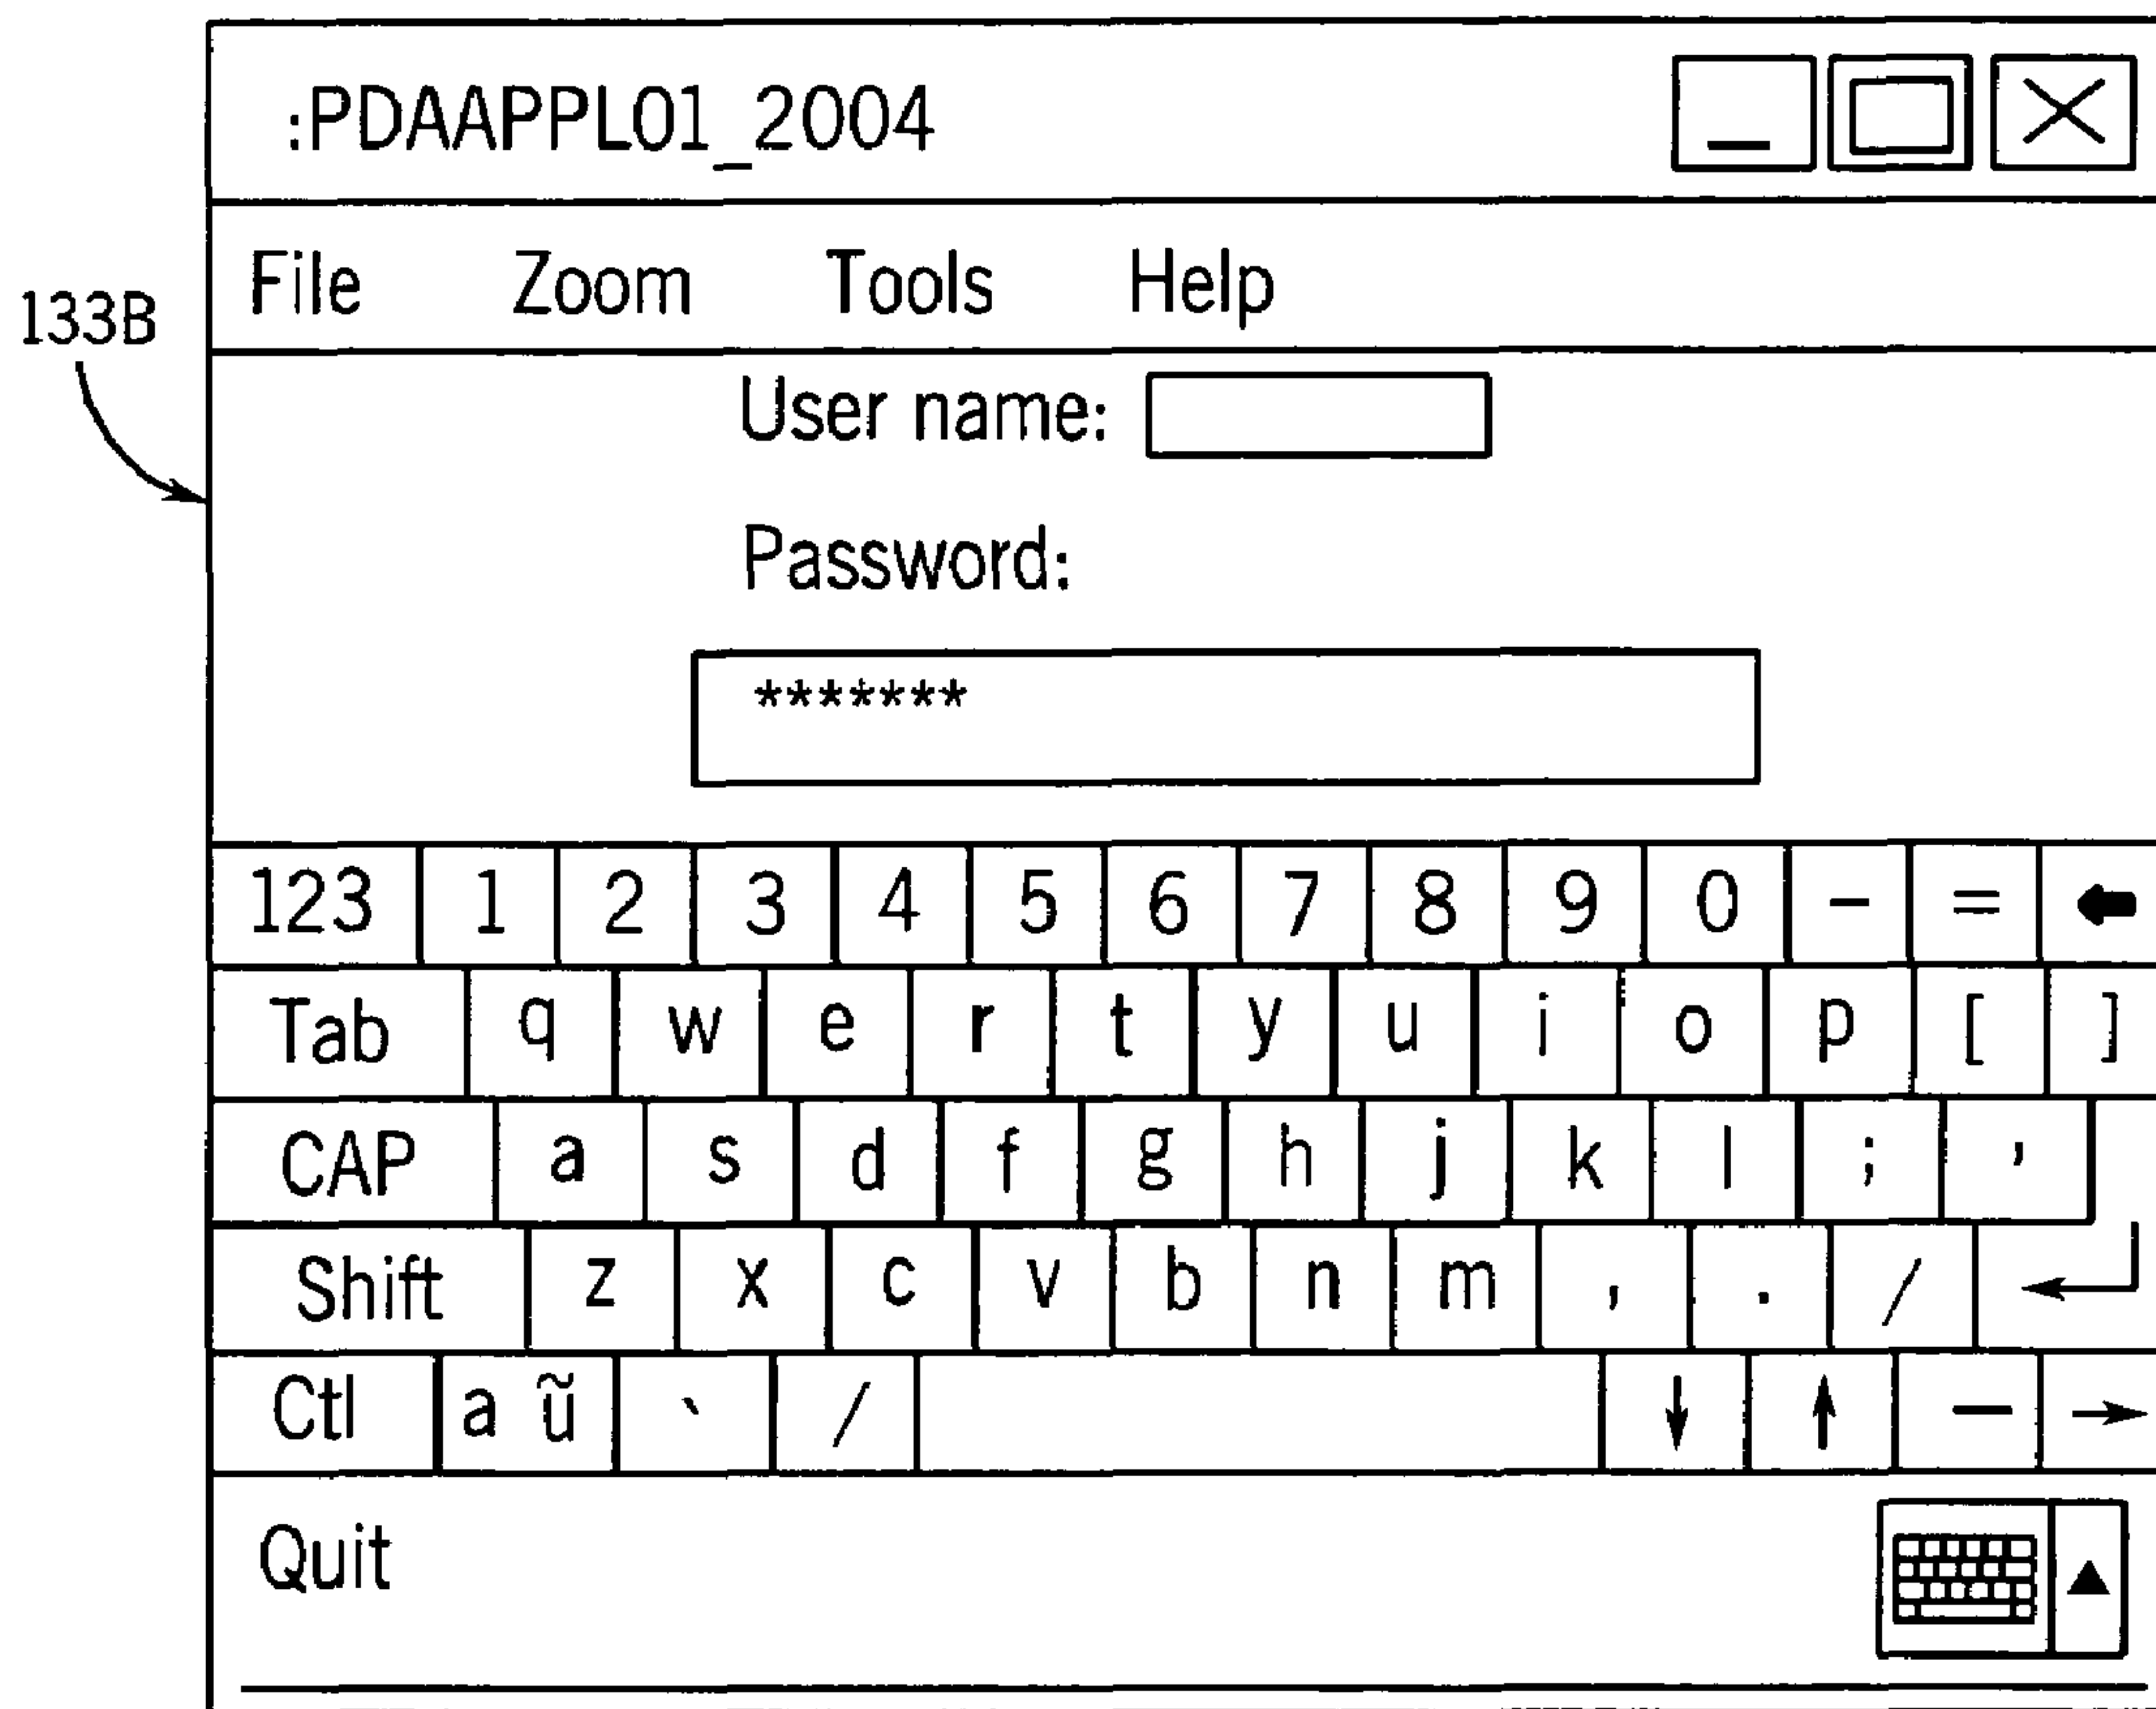 :PDAAPPL01_2004
File Zoom Tools Help
133B
User name:
Password:
*******
123 1 2 3 4 5 6 7 8 9 0 - =
Tab q w e r t y u i o p [ ]
CAP a s d f g h j k l ; '
Shift z x c v b n m , . /
Ctl a ũ ` /
Quit